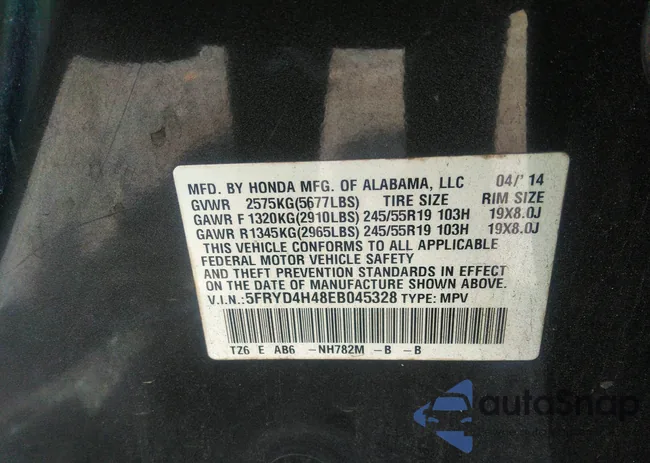 MFD. BY HONDA MFG. OF ALABAMA, LLC 04/'14
GVWR 2575KG(5677LBS) TIRE SIZE RIM SIZE
GAWR F 1320KG(2910LBS) 245/55R19 103H 19X8.0J
GAWR R1345KG(2965LBS) 245/55R19 103H 19X8.0J
THIS VEHICLE CONFORMS TO ALL APPLICABLE
FEDERAL MOTOR VEHICLE SAFETY
AND THEFT PREVENTION STANDARDS IN EFFECT
ON THE DATE OF MANUFACTURE SHOWN ABOVE.
V.I.N.:5FRYD4H48EB045328 TYPE: MPV
TZ6 E AB6 -NH782M -B -B
autoSnap